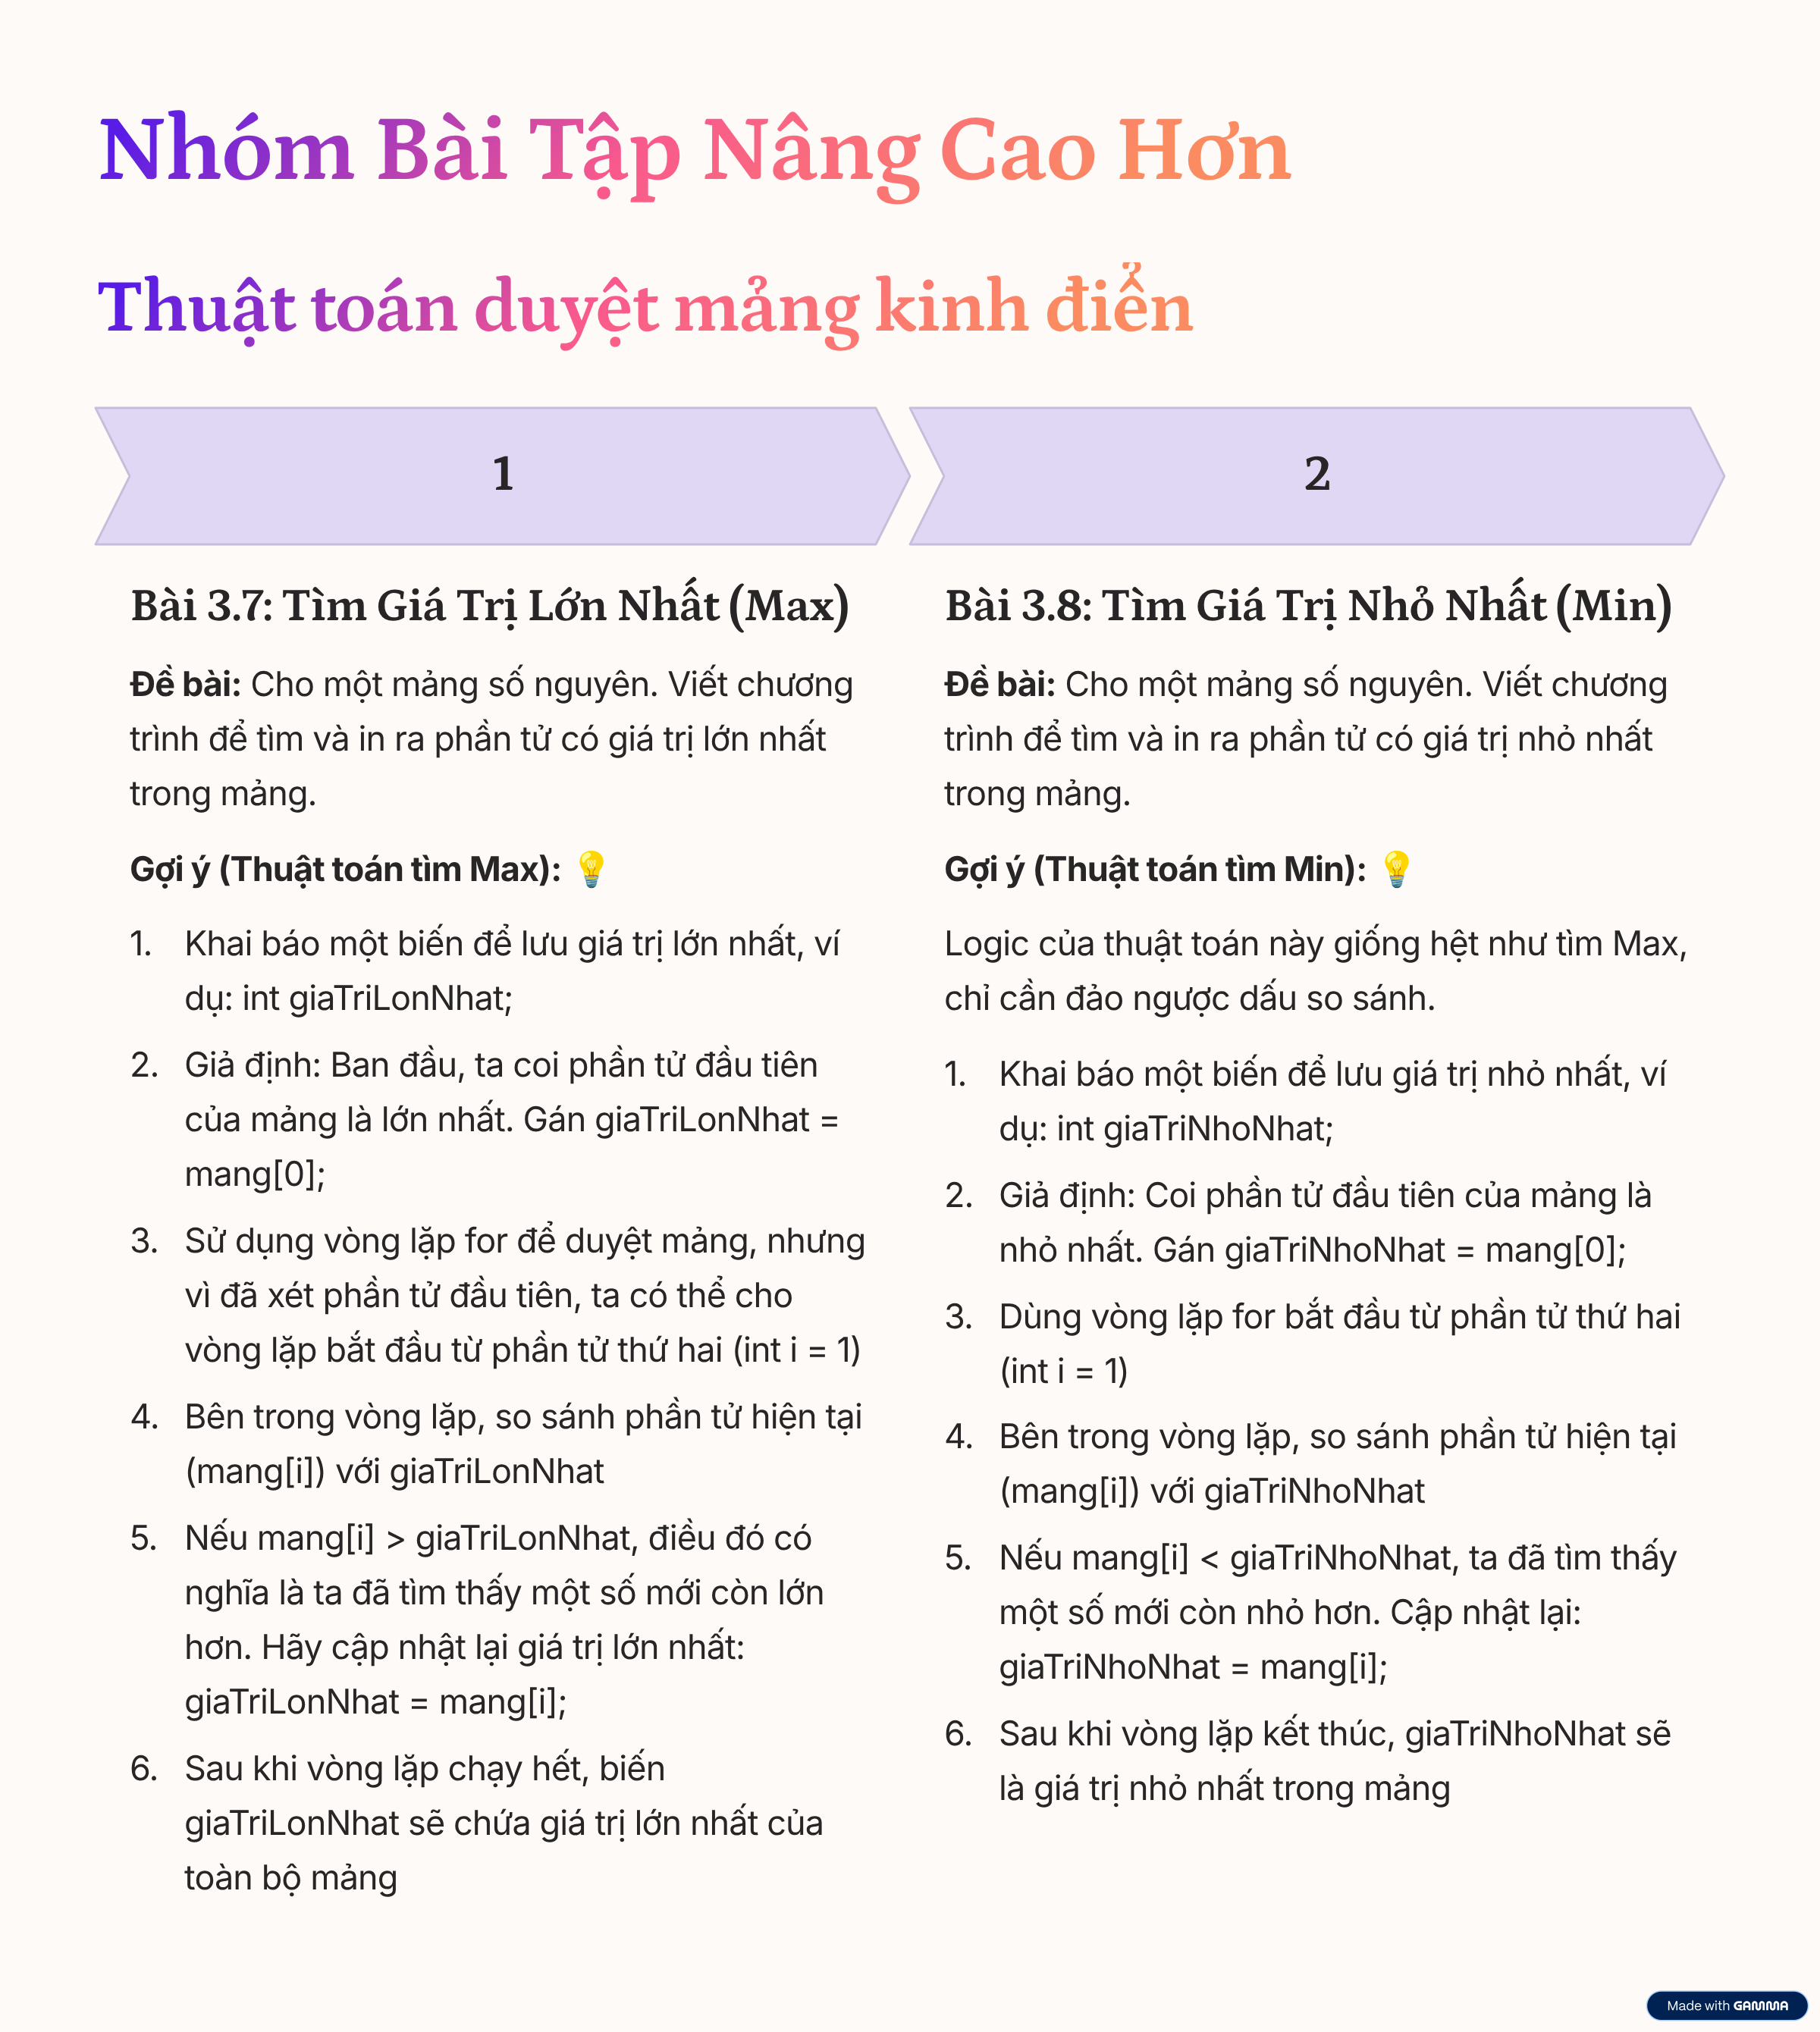 Nhóm Bài Tập Nâng Cao Hơn
Thuật toán duyệt mảng kinh điển
1
Bài 3.7: Tìm Giá Trị Lớn Nhất (Max)
Đề bài: Cho một mảng số nguyên. Viết chương
trình để tìm và in ra phần tử có giá trị lớn nhất
trong mảng.
Gợi ý (Thuật toán tìm Max): 💡
1. Khai báo một biến để lưu giá trị lớn nhất, ví
dụ: int giaTriLonNhat;
2. Giả định: Ban đầu, ta coi phần tử đầu tiên
của mảng là lớn nhất. Gán giaTriLonNhat =
mang[0];
3. Sử dụng vòng lặp for để duyệt mảng, nhưng
vì đã xét phần tử đầu tiên, ta có thể cho
vòng lặp bắt đầu từ phần tử thứ hai (int i = 1)
4. Bên trong vòng lặp, so sánh phần tử hiện tại
(mang[i]) với giaTriLonNhat
5. Nếu mang[i] > giaTriLonNhat, điều đó có
nghĩa là ta đã tìm thấy một số mới còn lớn
hơn. Hãy cập nhật lại giá trị lớn nhất:
giaTriLonNhat = mang[i];
6. Sau khi vòng lặp chạy hết, biến
giaTriLonNhat sẽ chứa giá trị lớn nhất của
toàn bộ mảng
2
Bài 3.8: Tìm Giá Trị Nhỏ Nhất (Min)
Đề bài: Cho một mảng số nguyên. Viết chương
trình để tìm và in ra phần tử có giá trị nhỏ nhất
trong mảng.
Gợi ý (Thuật toán tìm Min): 💡
Logic của thuật toán này giống hệt như tìm Max,
chỉ cần đảo ngược dấu so sánh.
1. Khai báo một biến để lưu giá trị nhỏ nhất, ví
dụ: int giaTriNhoNhat;
2. Giả định: Coi phần tử đầu tiên của mảng là
nhỏ nhất. Gán giaTriNhoNhat = mang[0];
3. Dùng vòng lặp for bắt đầu từ phần tử thứ hai
(int i = 1)
4. Bên trong vòng lặp, so sánh phần tử hiện tại
(mang[i]) với giaTriNhoNhat
5. Nếu mang[i] < giaTriNhoNhat, ta đã tìm thấy
một số mới còn nhỏ hơn. Cập nhật lại:
giaTriNhoNhat = mang[i];
6. Sau khi vòng lặp kết thúc, giaTriNhoNhat sẽ
là giá trị nhỏ nhất trong mảng
Made with GAMMA